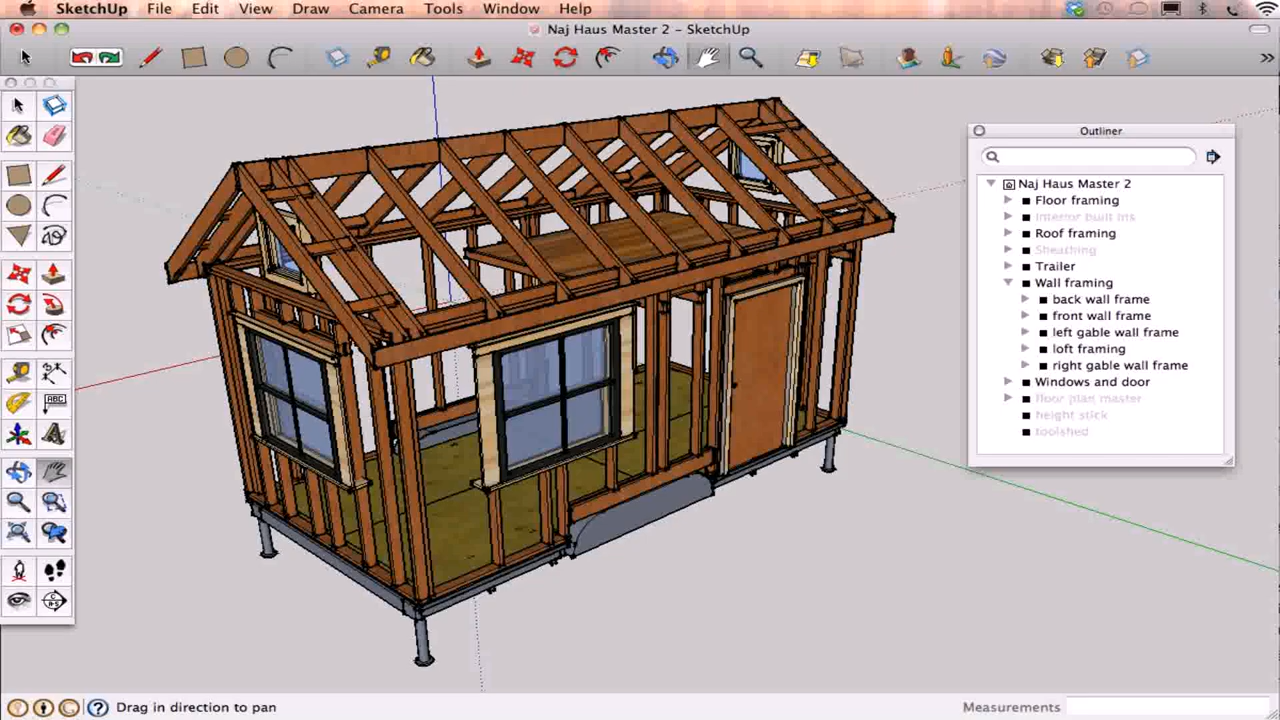 SketchUp File Edit View Draw Camera Tools Window Help
Naj Haus Master 2 – SketchUp
Outliner
Naj Haus Master 2
Floor framing
Interior built ins
Roof framing
Sheathing
Trailer
Wall framing
back wall frame
front wall frame
left gable wall frame
loft framing
right gable wall frame
Windows and door
floor plan master
height stick
toolshed
ABC
Drag in direction to pan
Measurements